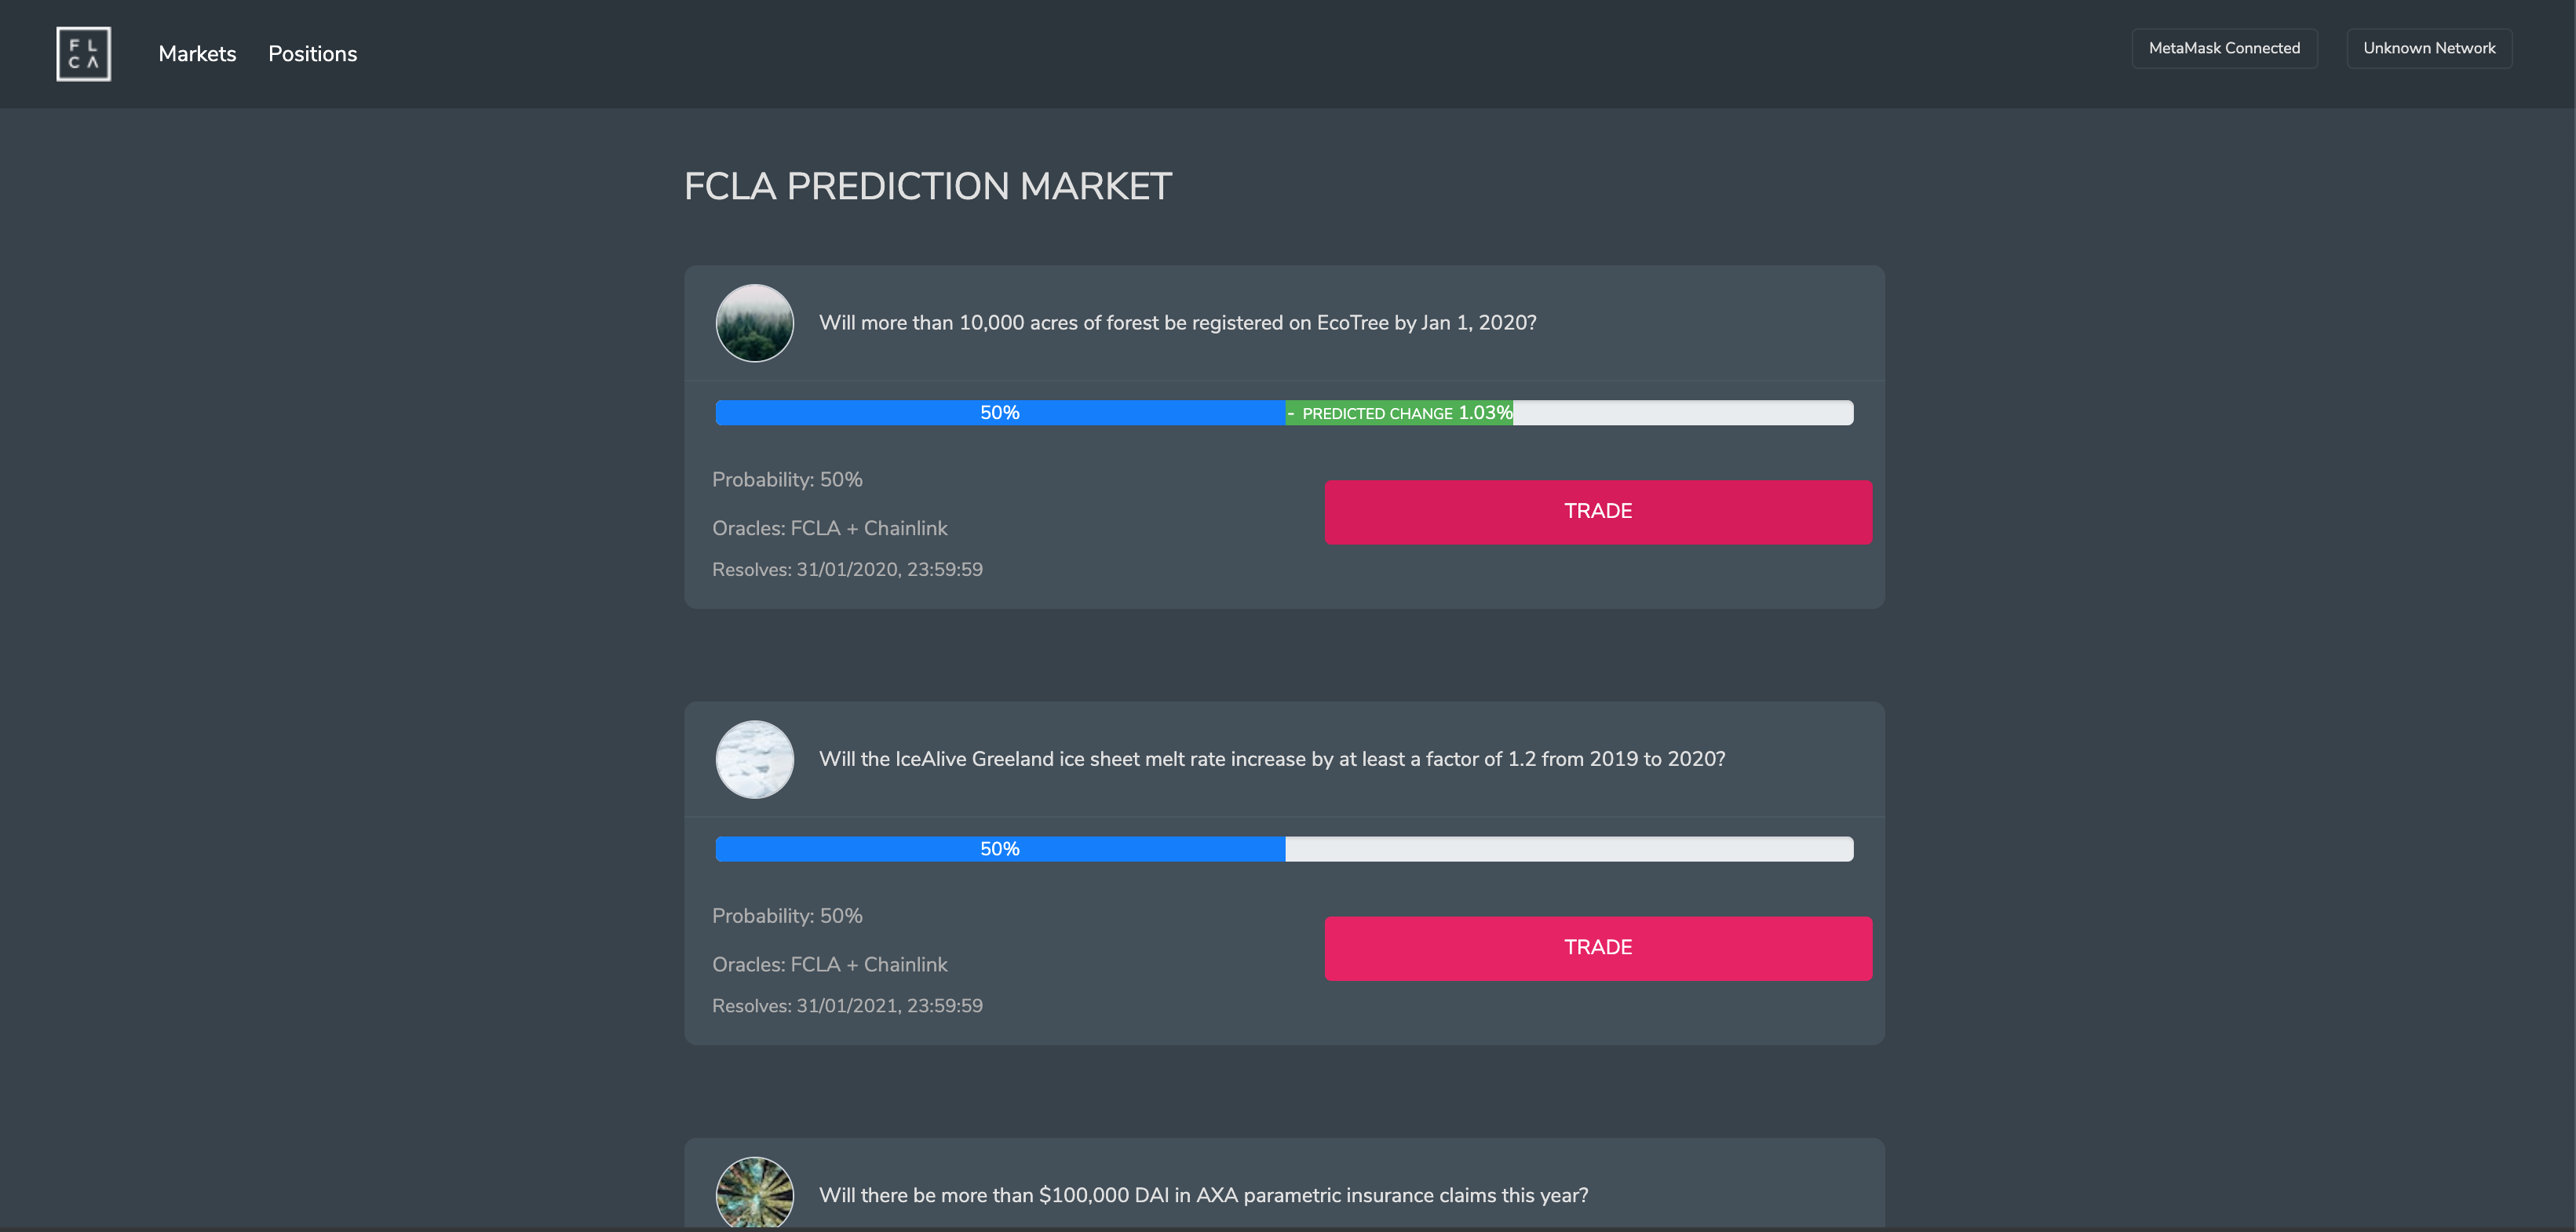 F L
C A
Markets
Positions
MetaMask Connected
Unknown Network
FCLA PREDICTION MARKET
Will more than 10,000 acres of forest be registered on EcoTree by Jan 1, 2020?
50%
- PREDICTED CHANGE 1.03%
Probability: 50%
TRADE
Oracles: FCLA + Chainlink
Resolves: 31/01/2020, 23:59:59
Will the IceAlive Greeland ice sheet melt rate increase by at least a factor of 1.2 from 2019 to 2020?
50%
Probability: 50%
TRADE
Oracles: FCLA + Chainlink
Resolves: 31/01/2021, 23:59:59
Will there be more than $100,000 DAI in AXA parametric insurance claims this year?